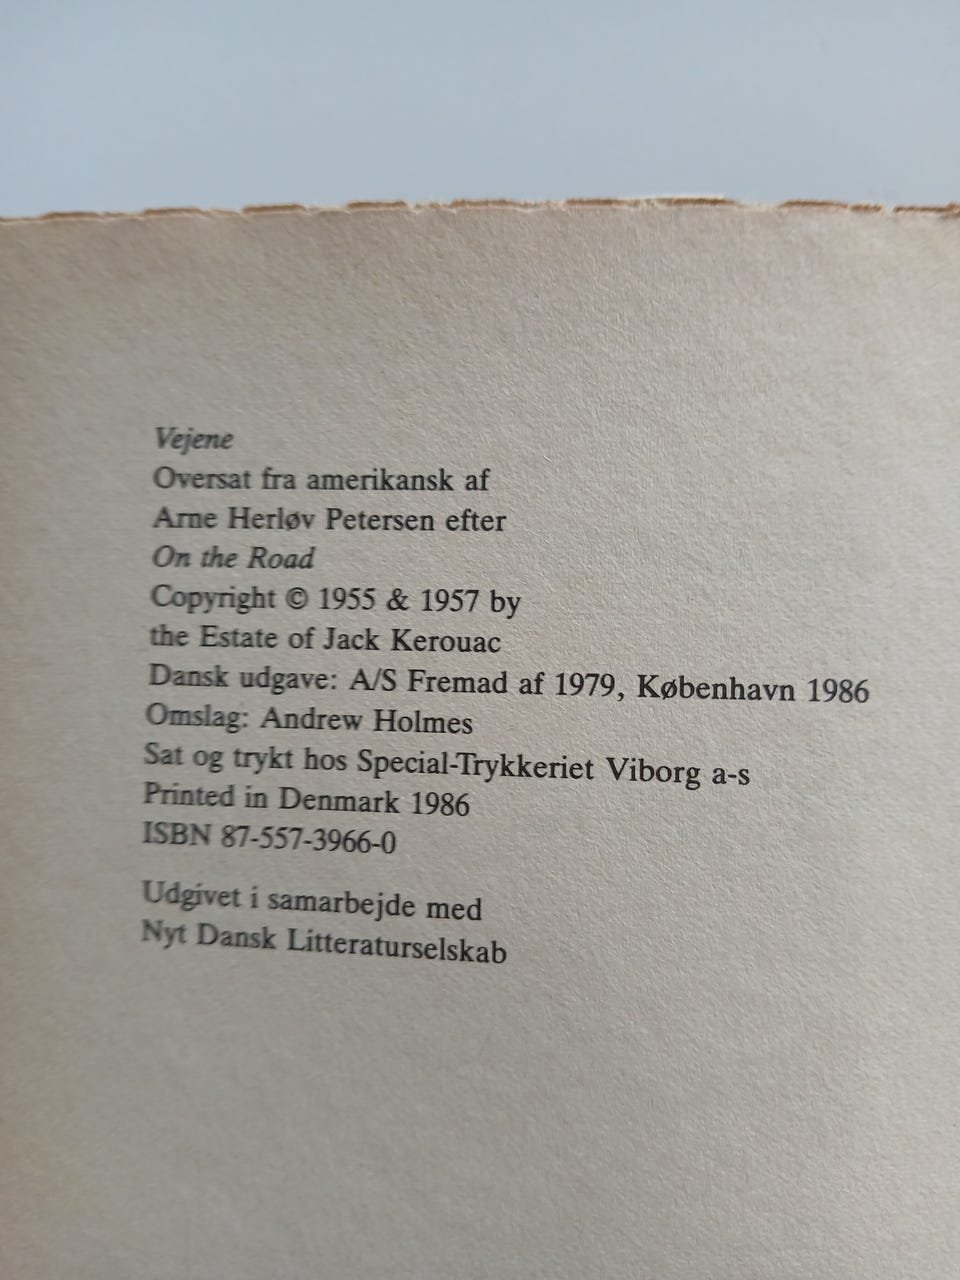 Vejene
Oversat fra amerikansk af
Arne Herløv Petersen efter
On the Road
Copyright © 1955 & 1957 by
the Estate of Jack Kerouac
Dansk udgave: A/S Fremad af 1979, København 1986
Omslag: Andrew Holmes
Sat og trykt hos Special-Trykkeriet Viborg a-s
Printed in Denmark 1986
ISBN 87-557-3966-0
Udgivet i samarbejde med
Nyt Dansk Litteraturselskab